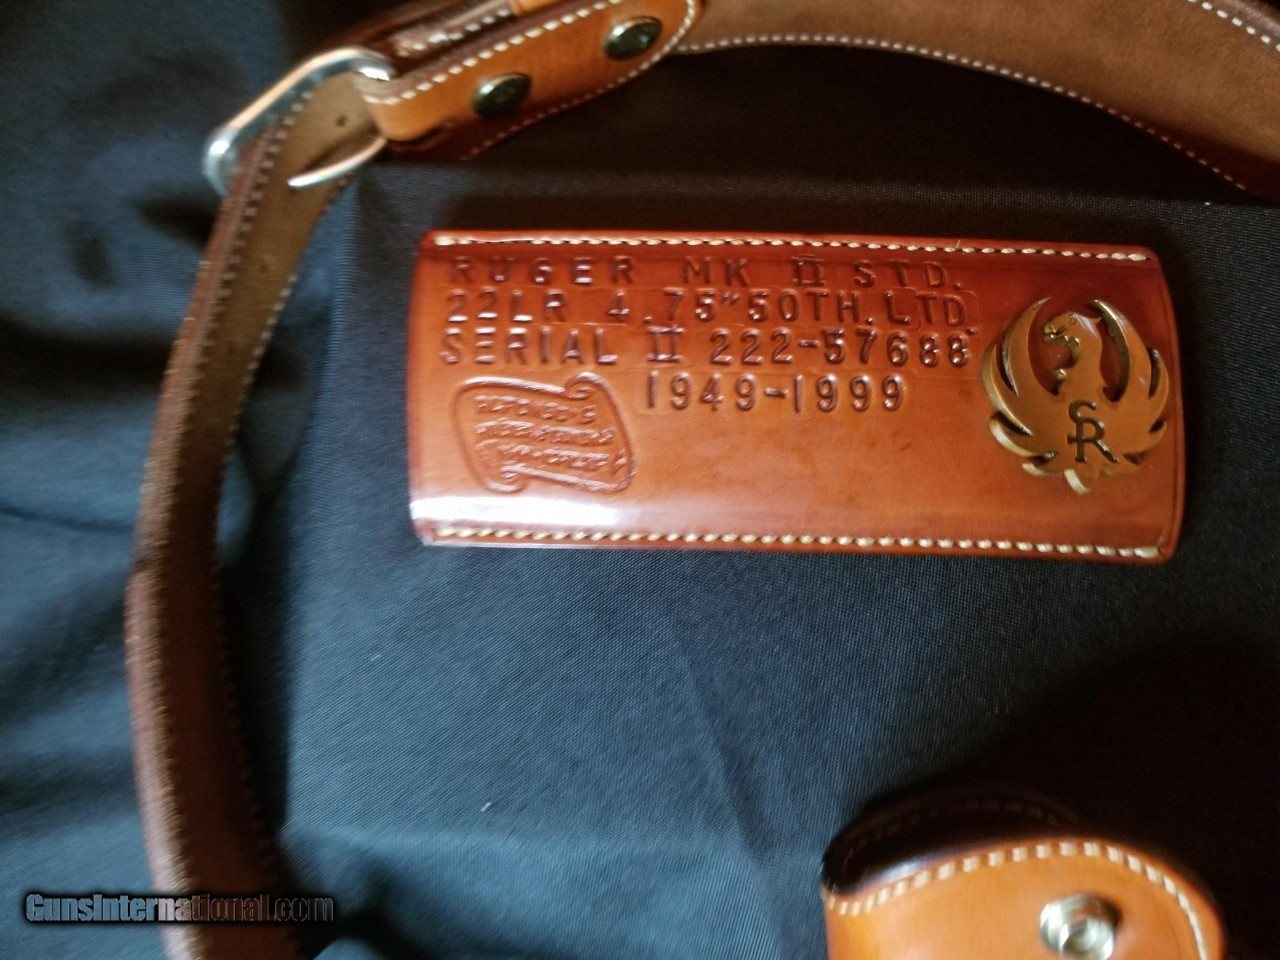 RUGER MK II STD.
22LR 4.75" 50TH. LTD.
SERIAL II 222-57688
1949-1999
SR
GunsInternational.com